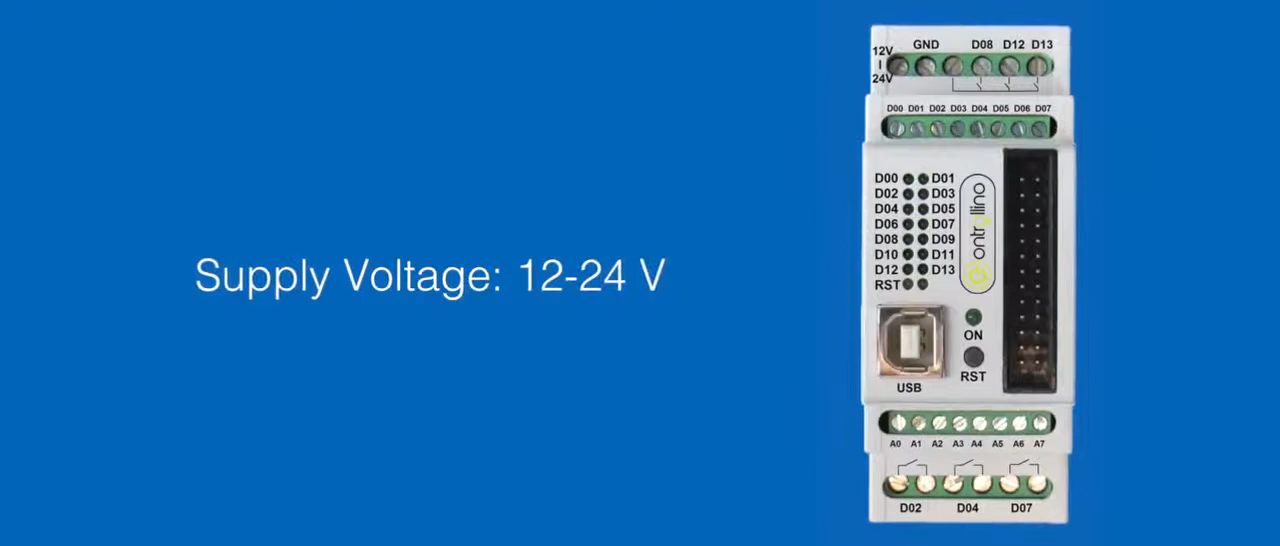 Supply Voltage: 12-24 V
12V
|
24V
GND D08 D12 D13
D00 D01 D02 D03 D04 D05 D06 D07
D00 D01
D02 D03
D04 D05
D06 D07
D08 D09
D10 D11
D12 D13
RST
ontrollino
ON
RST
USB
A0 A1 A2 A3 A4 A5 A6 A7
D02 D04 D07